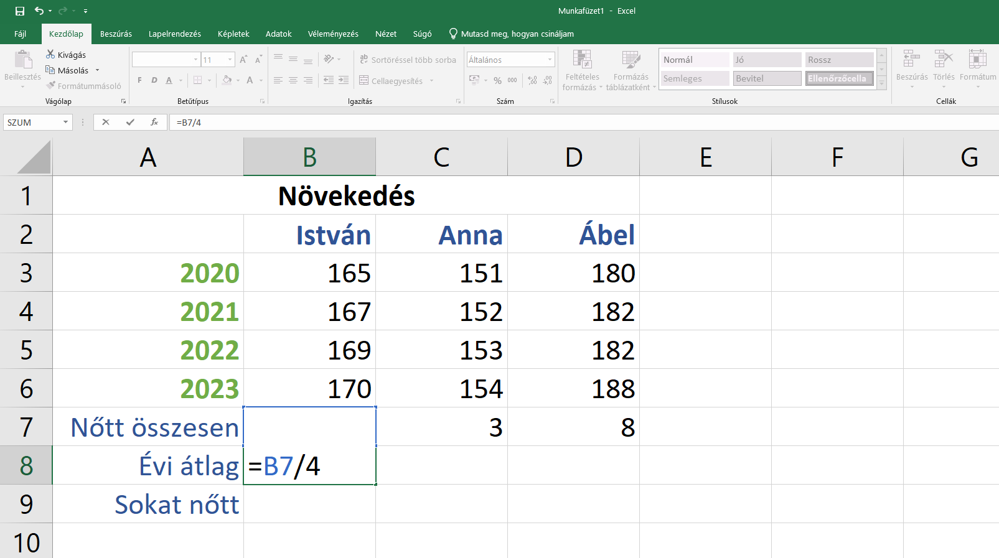 Munkafüzet1 - Excel
Fájl Kezdőlap Beszúrás Lapelrendezés Képletek Adatok Véleményezés Nézet Súgó Mutasd meg, hogyan csináljam
Beillesztés
Kivágás
Másolás
Formátummásoló
Vágólap
11
F D A
Betűtípus
Sortöréssel több sorba
Cellaegyesítés
Igazítás
Általános
% 000
Szám
Feltételes formázás
Formázás táblázatként
Normál Jó Rossz
Semleges Bevitel Ellenőrzőcella
Stílusok
Beszúrás Törlés Formátum
Cellák
SZUM fx =B7/4
A B C D E F G
1 Növekedés
2 István Anna Ábel
3 2020 165 151 180
4 2021 167 152 182
5 2022 169 153 182
6 2023 170 154 188
7 Nőtt összesen 3 8
8 Évi átlag =B7/4
9 Sokat nőtt
10